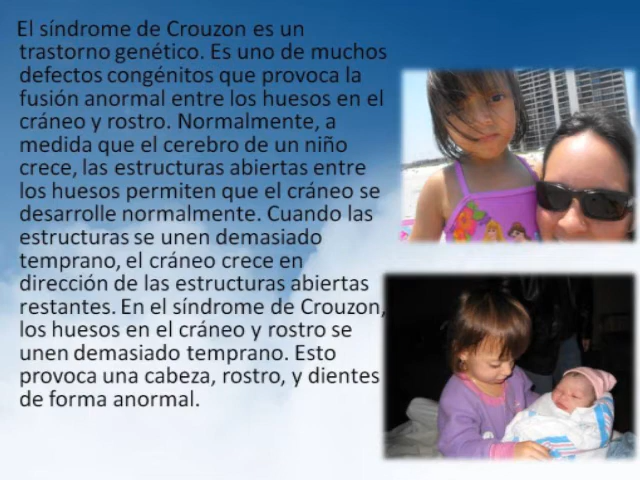 El síndrome de Crouzon es un
trastorno genético. Es uno de muchos
defectos congénitos que provoca la
fusión anormal entre los huesos en el
cráneo y rostro. Normalmente, a
medida que el cerebro de un niño
crece, las estructuras abiertas entre
los huesos permiten que el cráneo se
desarrolle normalmente. Cuando las
estructuras se unen demasiado
temprano, el cráneo crece en
dirección de las estructuras abiertas
restantes. En el síndrome de Crouzon,
los huesos en el cráneo y rostro se
unen demasiado temprano. Esto
provoca una cabeza, rostro, y dientes
de forma anormal.